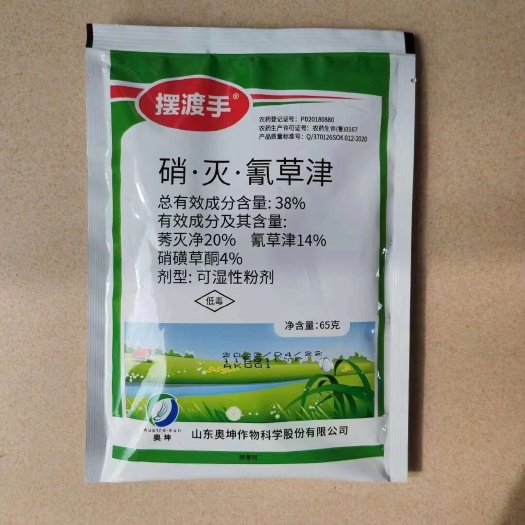 摆渡手®
农药登记证号：PD20180880
农药生产许可证号：农药生许(鲁)0167
产品质量标准号：Q/370126SOK 012-2020
硝·灭·氰草津
总有效成分含量: 38%
有效成分及其含量:
莠灭净20% 氰草津14%
硝磺草酮4%
剂型: 可湿性粉剂
低毒
净含量:65克
AK001
Austro-kun
奥坤
山东奥坤作物科学股份有限公司
除草剂